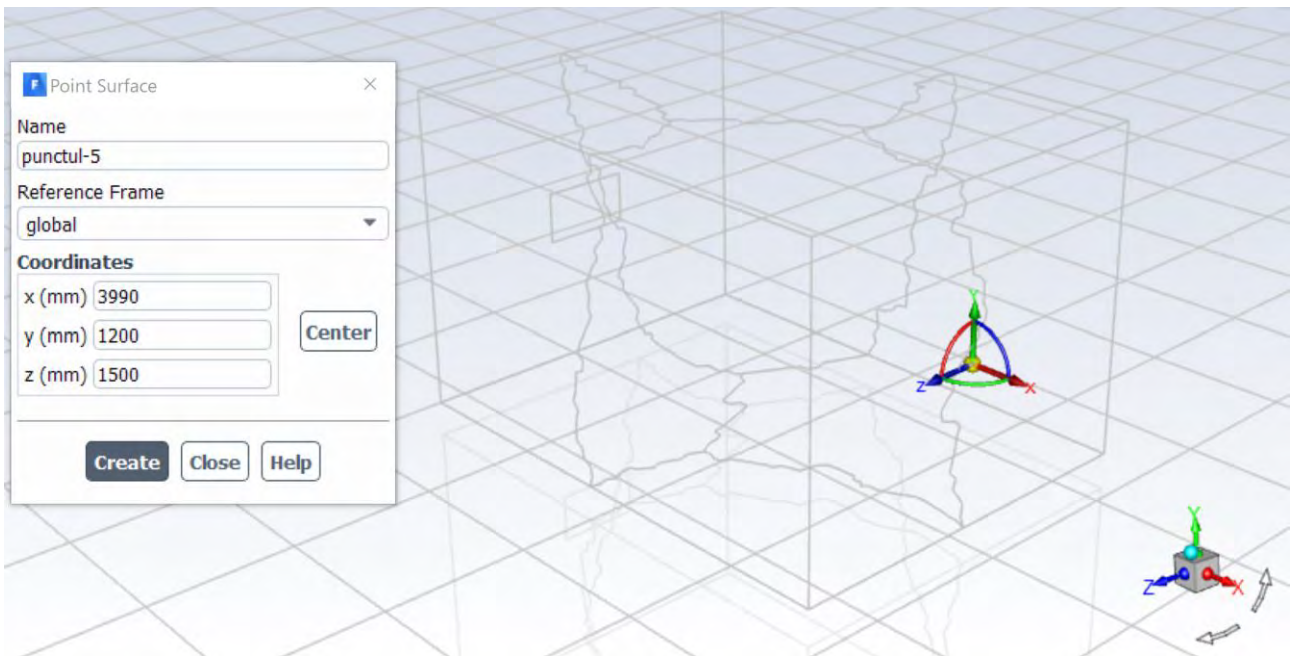 F Point Surface ×
Name
punctul-5
Reference Frame
global
Coordinates
x (mm) 3990
y (mm) 1200
z (mm) 1500
Center
Create Close Help
Y
Z X
Y
Z X